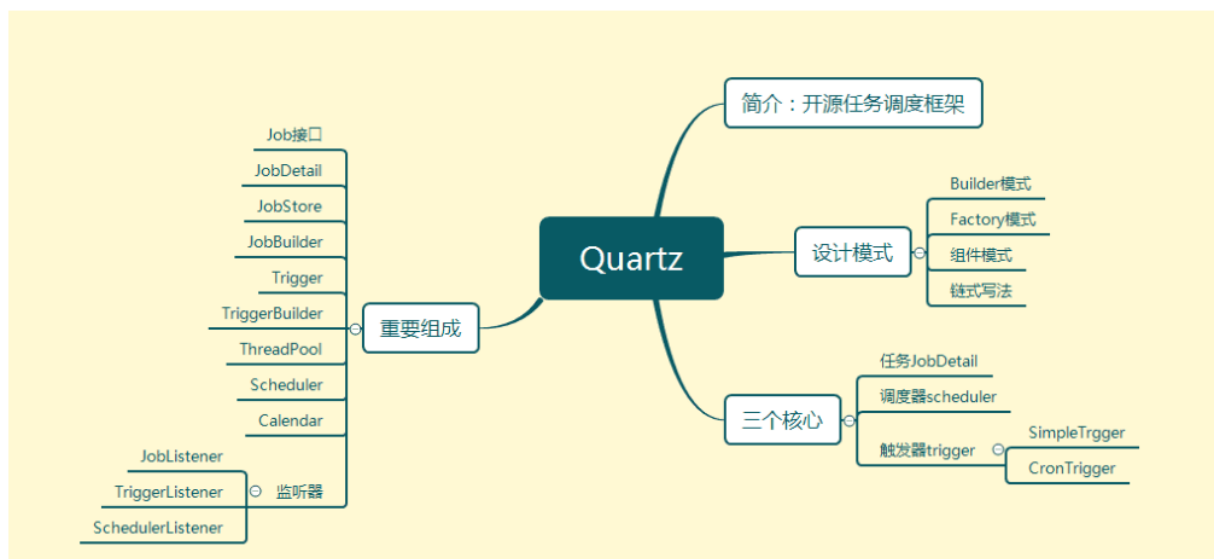 Quartz
简介：开源任务调度框架
设计模式
Builder模式
Factory模式
组件模式
链式写法
三个核心
任务JobDetail
调度器scheduler
触发器trigger
SimpleTrgger
CronTrigger
重要组成
Job接口
JobDetail
JobStore
JobBuilder
Trigger
TriggerBuilder
ThreadPool
Scheduler
Calendar
监听器
JobListener
TriggerListener
SchedulerListener